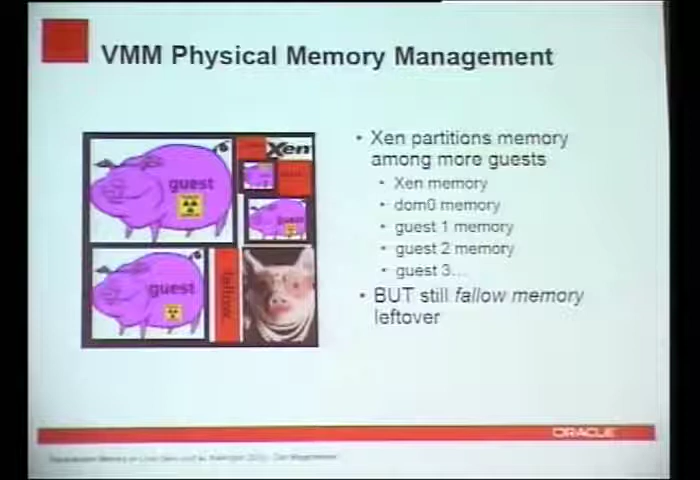 VMM Physical Memory Management
Xen
guest
guest
guest
fallow
• Xen partitions memory
among more guests
• Xen memory
• dom0 memory
• guest 1 memory
• guest 2 memory
• guest 3…
• BUT still fallow memory
leftover
ORACLE